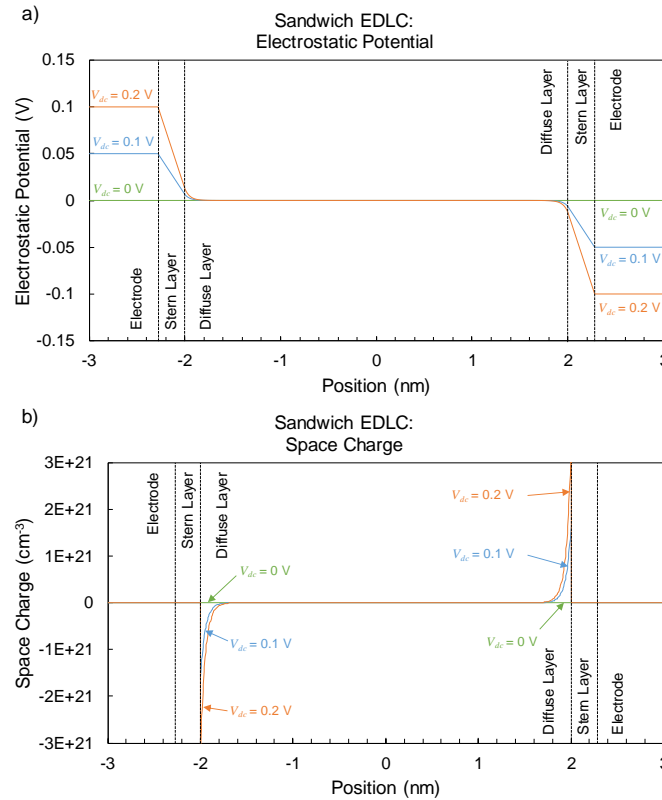 a)
Sandwich EDLC:
Electrostatic Potential
Electrostatic Potential (V)
0.15
0.1
0.05
0
-0.05
-0.1
-0.15
V_dc = 0.2 V
V_dc = 0.1 V
V_dc = 0 V
Electrode
Stern Layer
Diffuse Layer
Diffuse Layer
Stern Layer
Electrode
V_dc = 0 V
V_dc = 0.1 V
V_dc = 0.2 V
-3 -2 -1 0 1 2 3
Position (nm)
b)
Sandwich EDLC:
Space Charge
Space Charge (cm⁻³)
3E+21
2E+21
1E+21
0
-1E+21
-2E+21
-3E+21
Electrode
Stern Layer
Diffuse Layer
V_dc = 0 V
V_dc = 0.1 V
V_dc = 0.2 V
V_dc = 0.2 V
V_dc = 0.1 V
V_dc = 0 V
Diffuse Layer
Stern Layer
Electrode
-3 -2 -1 0 1 2 3
Position (nm)